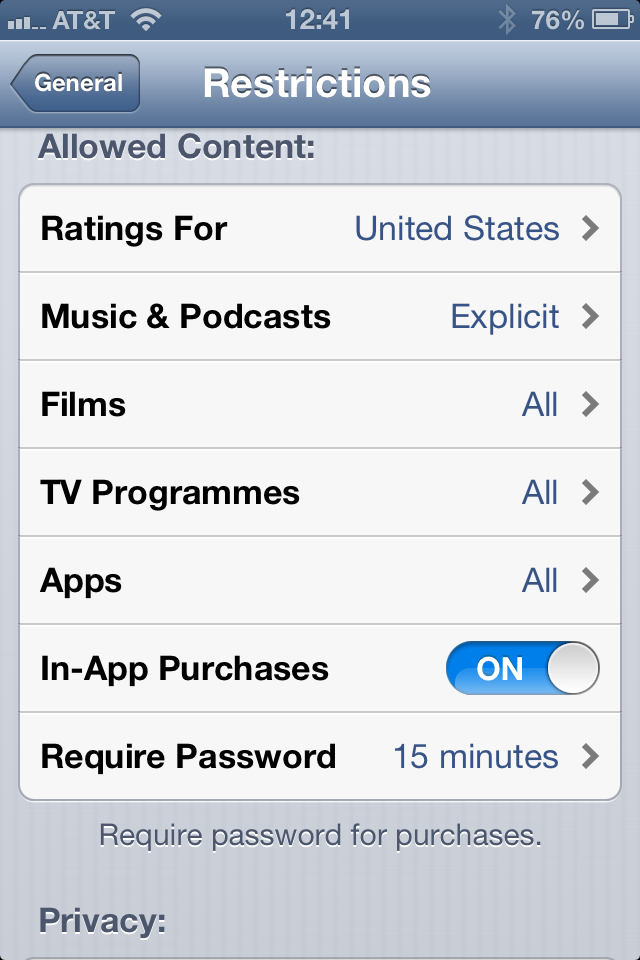 AT&T 12:41 76%
General Restrictions
Allowed Content:
Ratings For United States
Music & Podcasts Explicit
Films All
TV Programmes All
Apps All
In-App Purchases ON
Require Password 15 minutes
Require password for purchases.
Privacy: